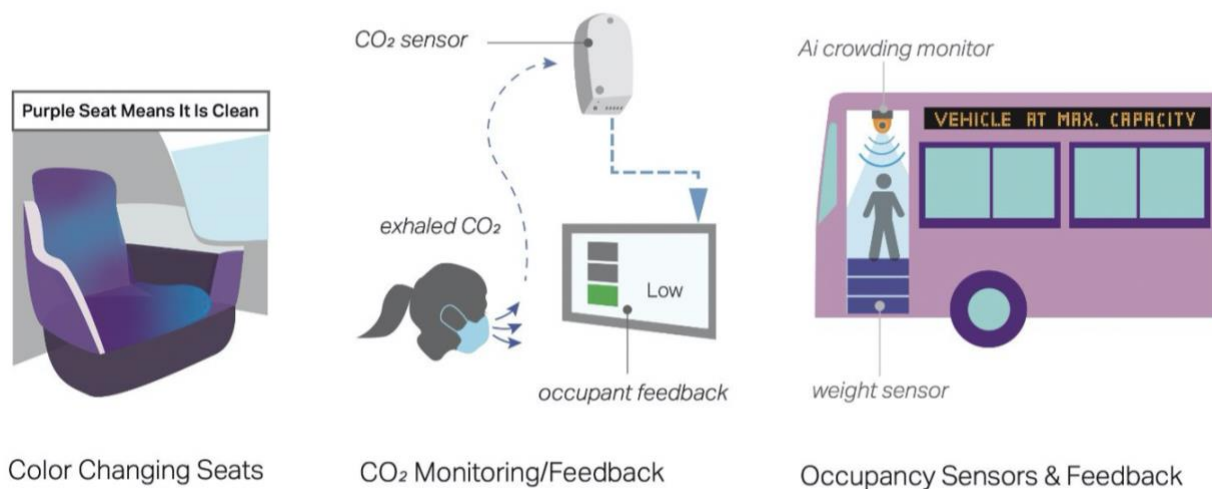 Purple Seat Means It Is Clean
Color Changing Seats
CO₂ sensor
exhaled CO₂
Low
occupant feedback
CO₂ Monitoring/Feedback
Ai crowding monitor
VEHICLE AT MAX. CAPACITY
weight sensor
Occupancy Sensors & Feedback